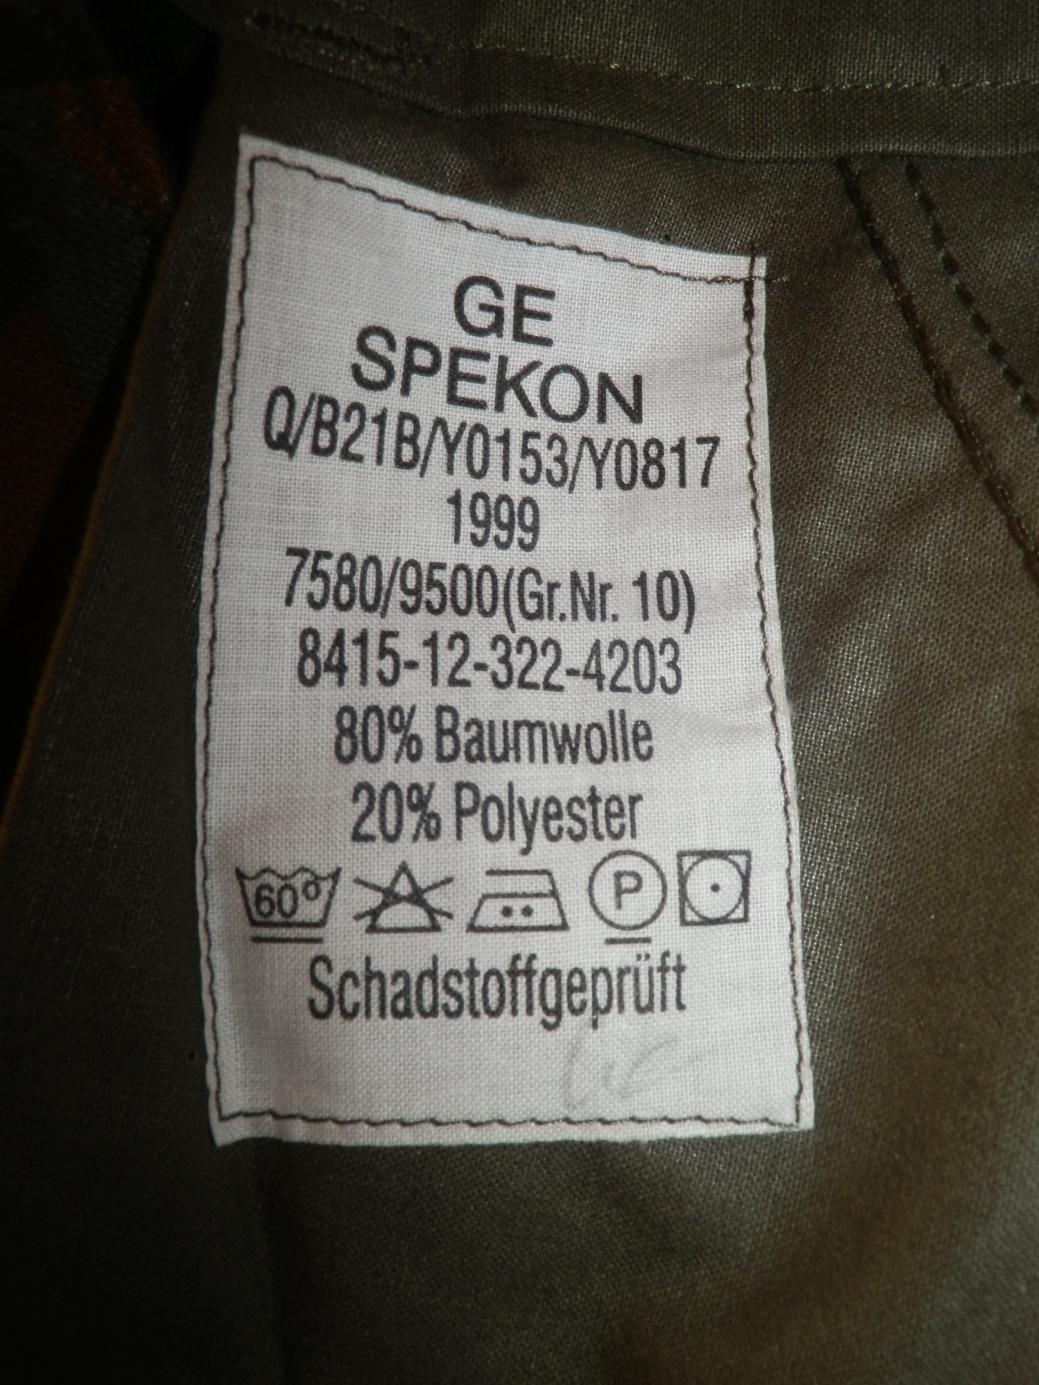 GE
SPEKON
Q/B21B/Y0153/Y0817
1999
7580/9500(Gr.Nr. 10)
8415-12-322-4203
80% Baumwolle
20% Polyester
60° P
Schadstoffgeprüft